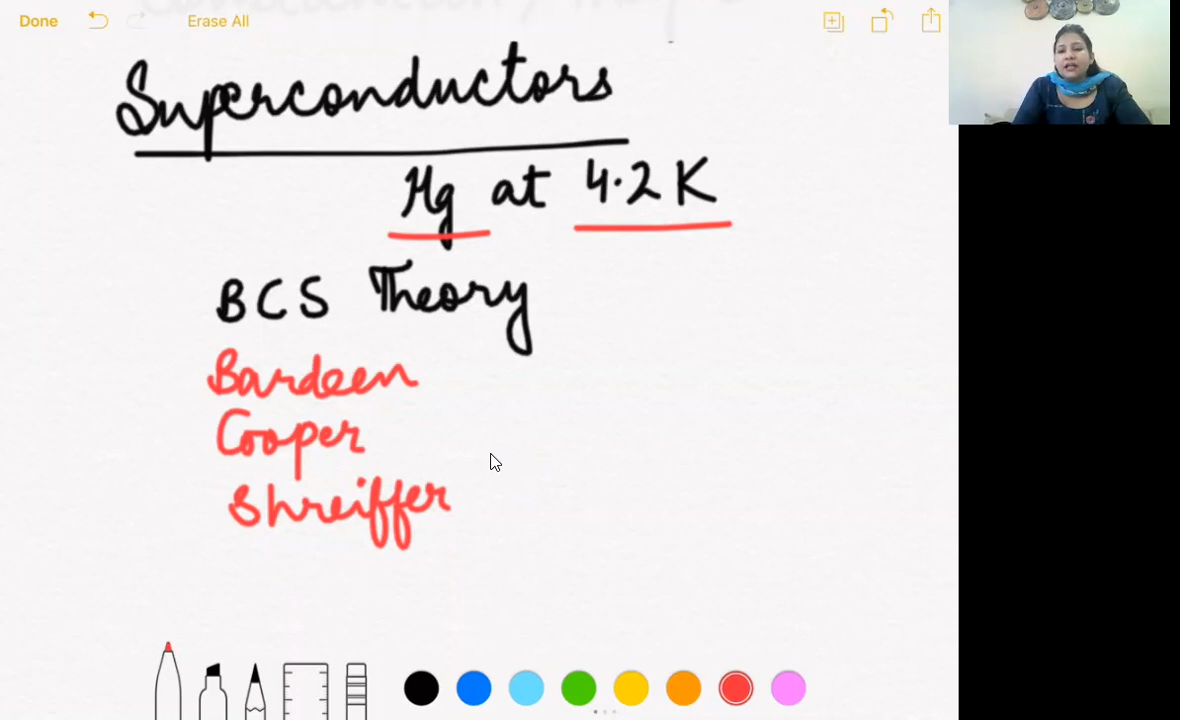 Done Erase All
Superconductors
Hg at 4.2 K
BCS Theory
Bardeen
Cooper
Shreiffer